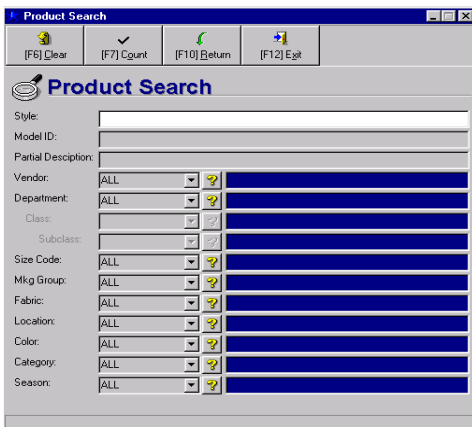 Product Search
[F6] Clear [F7] Count [F10] Return [F12] Exit
Product Search
Style:
Model ID:
Partial Desciption:
Vendor: ALL
Department: ALL
Class:
Subclass:
Size Code: ALL
Mkg Group: ALL
Fabric: ALL
Location: ALL
Color: ALL
Category: ALL
Season: ALL